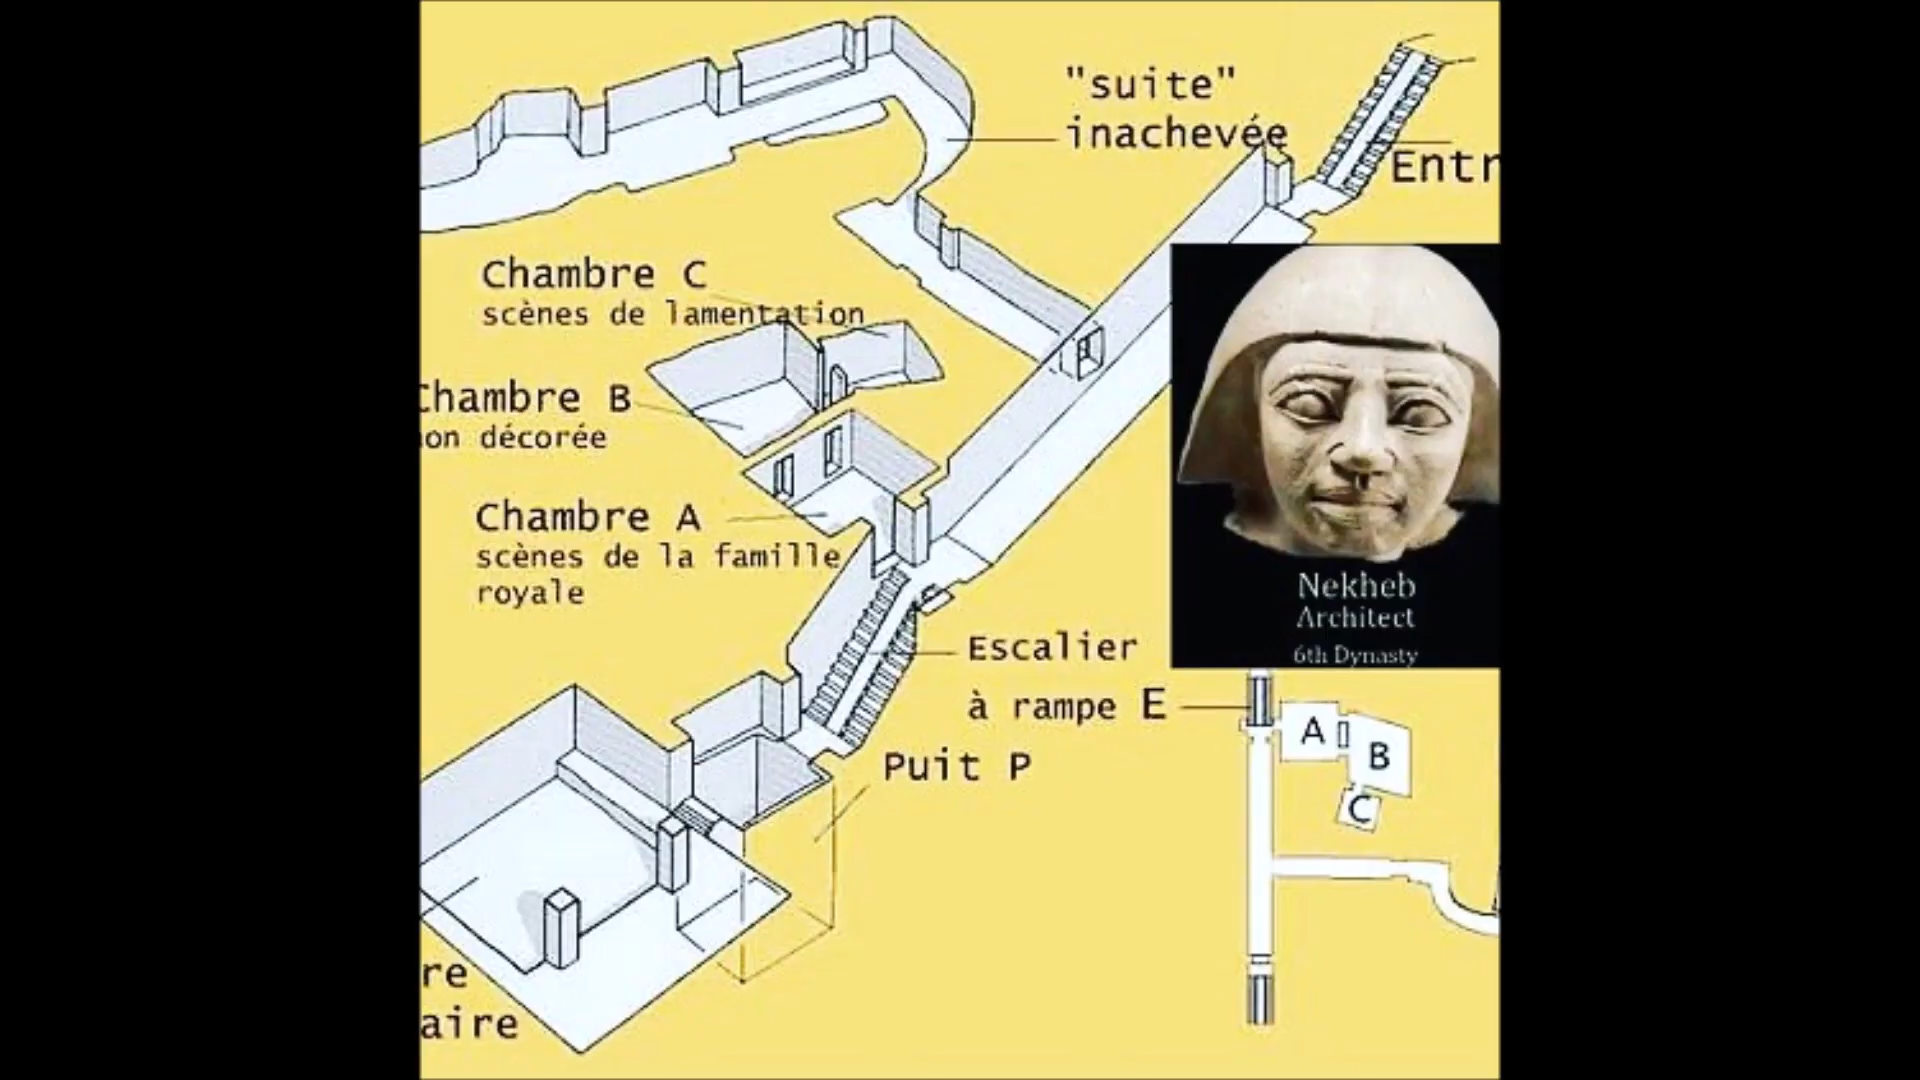 "suite"
inachevée
Entr
Chambre C
scènes de lamentation
Chambre B
non décorée
Chambre A
scènes de la famille
royale
Nekheb
Architect
6th Dynasty
Escalier
à rampe E
Puit P
A
B
C
re
aire